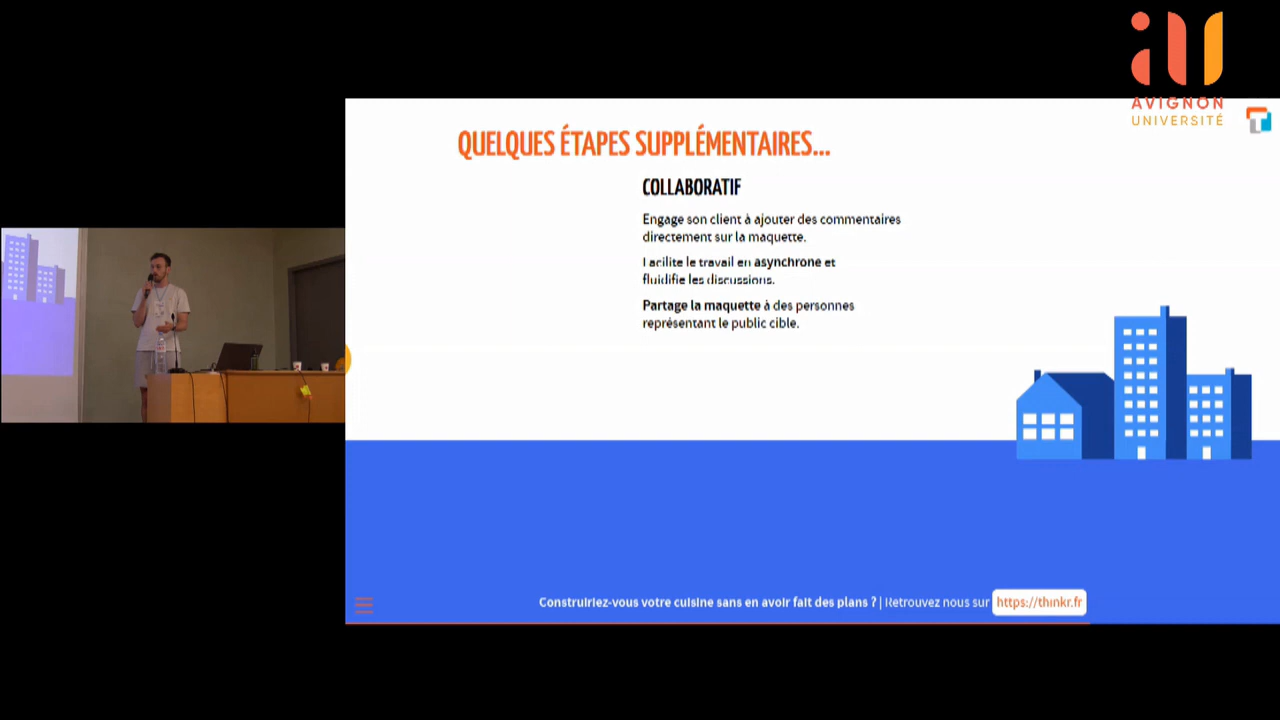 AVIGNON
UNIVERSITÉ
QUELQUES ÉTAPES SUPPLÉMENTAIRES...
COLLABORATIF
Engage son client à ajouter des commentaires
directement sur la maquette.
Facilite le travail en asynchrone et
fluidifie les discussions.
Partage la maquette à des personnes
représentant le public cible.
Construiriez-vous votre cuisine sans en avoir fait des plans ? | Retrouvez nous sur https://thinkr.fr